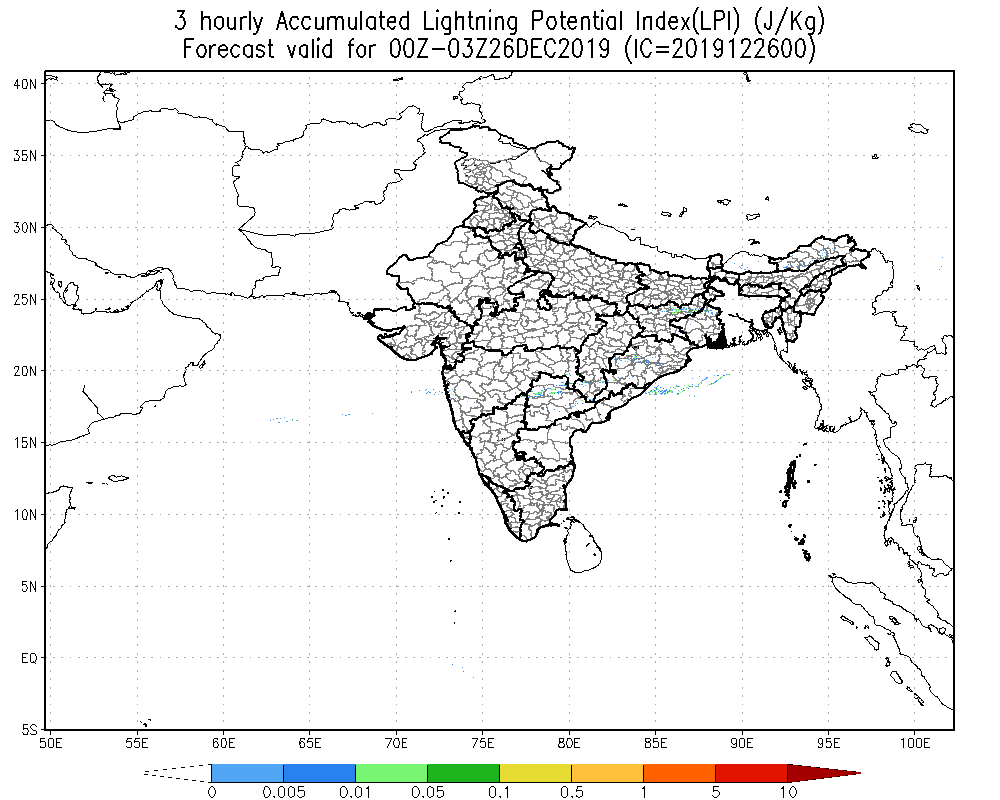 3 hourly Accumulated Lightning Potential Index(LPI) (J/Kg)
Forecast valid for 00Z-03Z26DEC2019 (IC=2019122600)
40N
35N
30N
25N
20N
15N
10N
5N
EQ
5S
50E 55E 60E 65E 70E 75E 80E 85E 90E 95E 100E
0 0.005 0.01 0.05 0.1 0.5 1 5 10